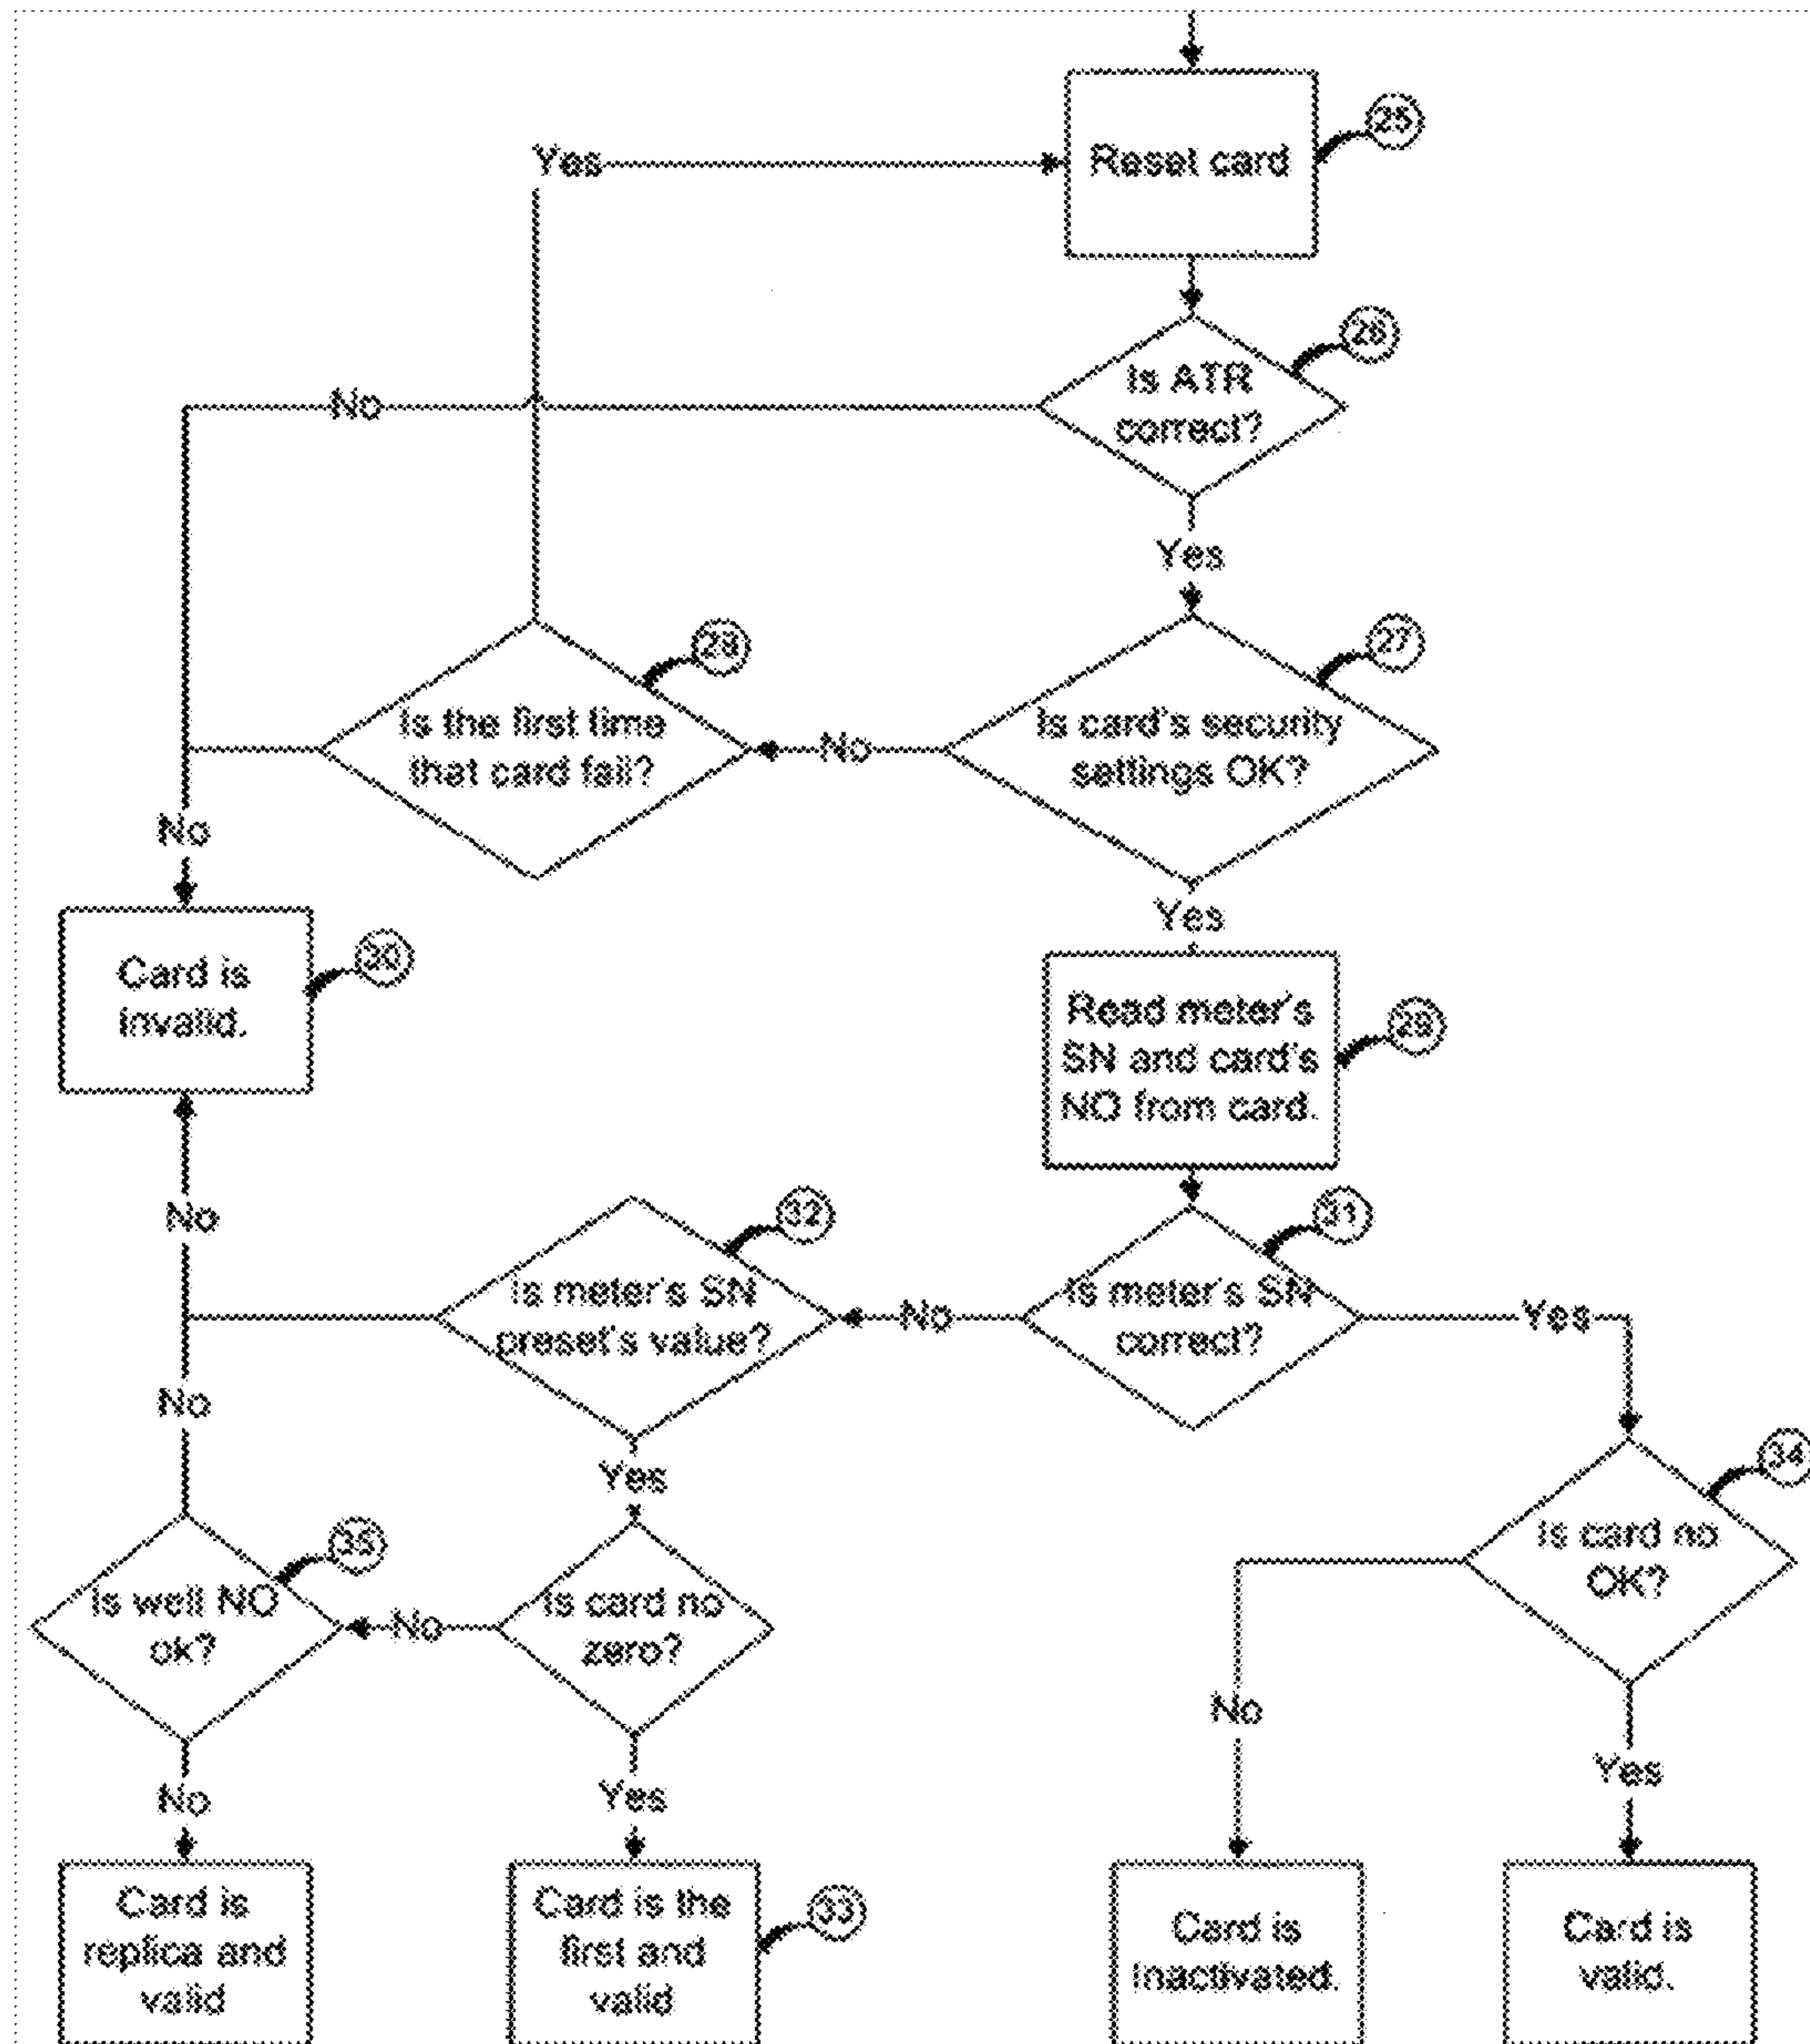 25
Yes
Reset card
26
Is ATR
correct?
No
Yes
27
Is the first time
that card fail?
No
Is card's security
settings OK?
No
Yes
30
Card is
invalid.
29
Read meter's
SN and card's
NO from card.
No
32
31
Is meter's SN
preset's value?
No
Is meter's SN
correct?
Yes
No
Yes
34
35
Is well NO
ok?
No
Is card no
zero?
Is card no
OK?
No
Yes
No
Yes
33
Card is
replica and
valid
Card is the
first and
valid
Card is
inactivated.
Card is
valid.